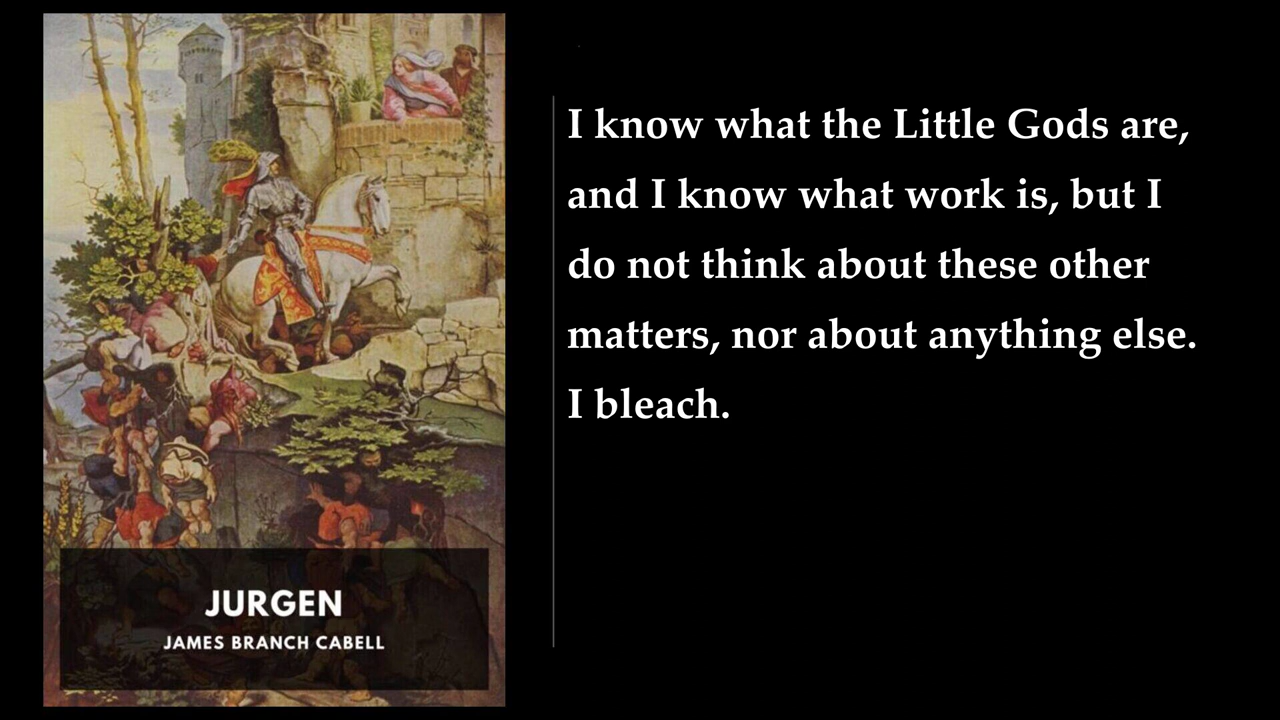 I know what the Little Gods are,
and I know what work is, but I
do not think about these other
matters, nor about anything else.
I bleach.
JURGEN
JAMES BRANCH CABELL